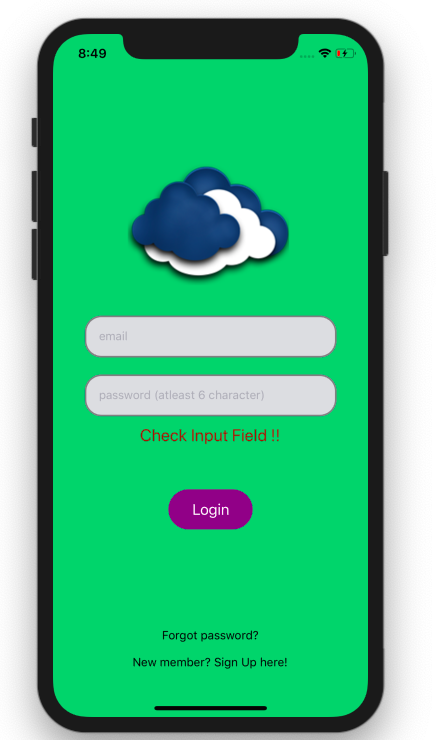 8:49
email
password (atleast 6 character)
Check Input Field !!
Login
Forgot password?
New member? Sign Up here!